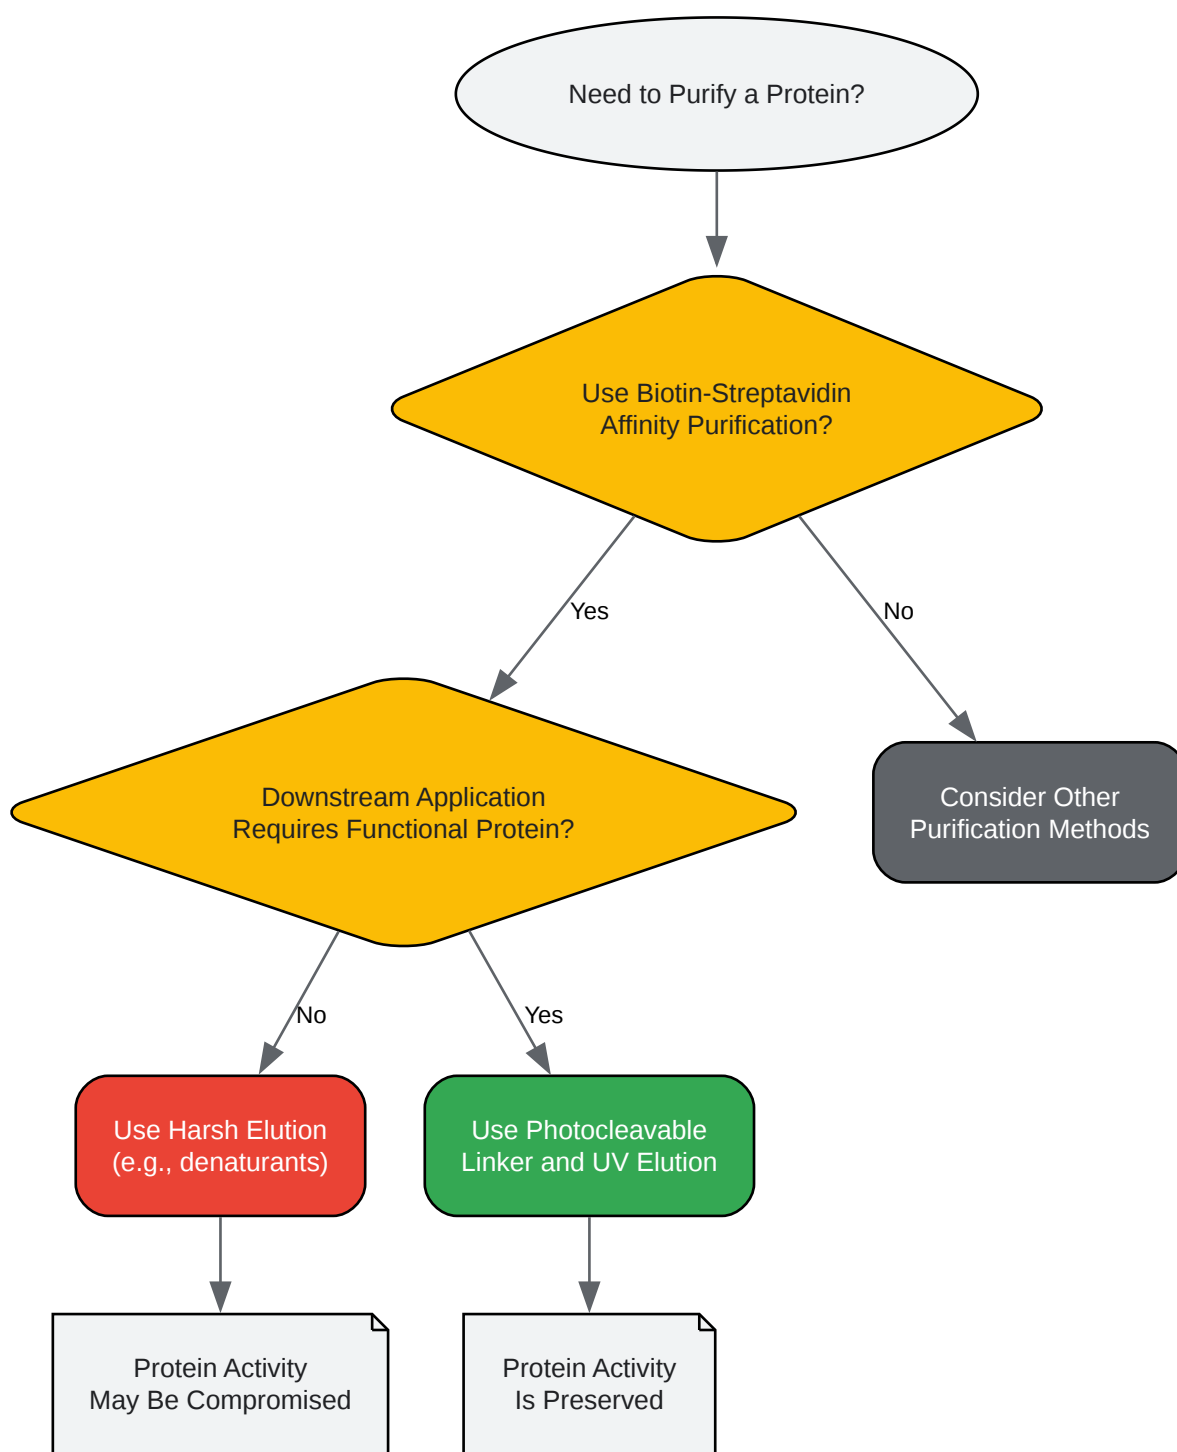 Need to Purify a Protein?
Use Biotin-Streptavidin
Affinity Purification?
Yes
No
Downstream Application
Requires Functional Protein?
Consider Other
Purification Methods
No
Yes
Use Harsh Elution
(e.g., denaturants)
Use Photocleavable
Linker and UV Elution
Protein Activity
May Be Compromised
Protein Activity
Is Preserved